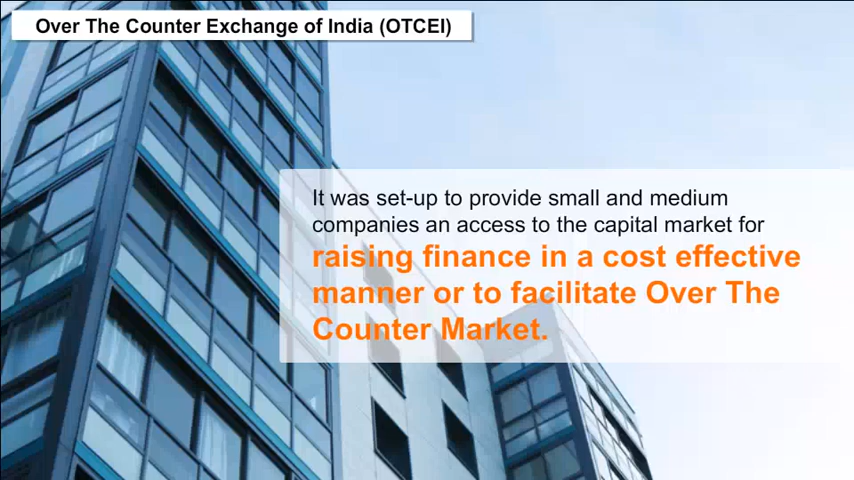 Over The Counter Exchange of India (OTCEI)
It was set-up to provide small and medium
companies an access to the capital market for
raising finance in a cost effective
manner or to facilitate Over The
Counter Market.